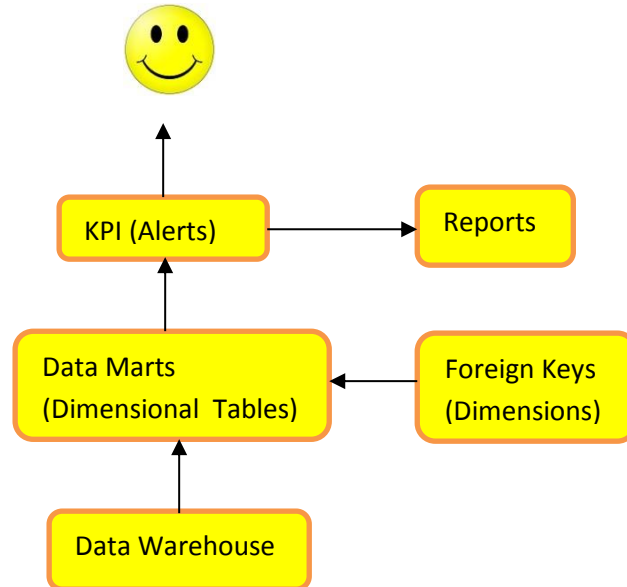 KPI (Alerts)
Reports
Data Marts
(Dimensional Tables)
Foreign Keys
(Dimensions)
Data Warehouse